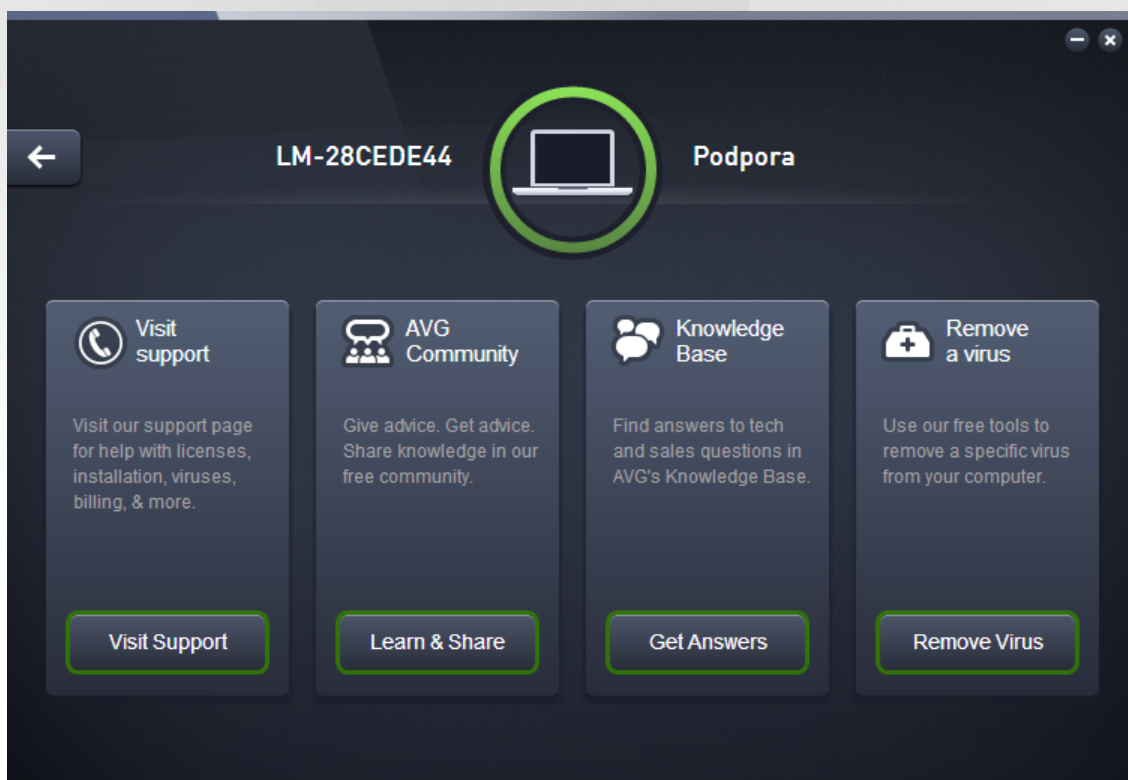 LM-28CEDE44
Podpora
Visit
support
Visit our support page
for help with licenses,
installation, viruses,
billing, & more.
Visit Support
AVG
Community
Give advice. Get advice.
Share knowledge in our
free community.
Learn & Share
Knowledge
Base
Find answers to tech
and sales questions in
AVG's Knowledge Base.
Get Answers
Remove
a virus
Use our free tools to
remove a specific virus
from your computer.
Remove Virus